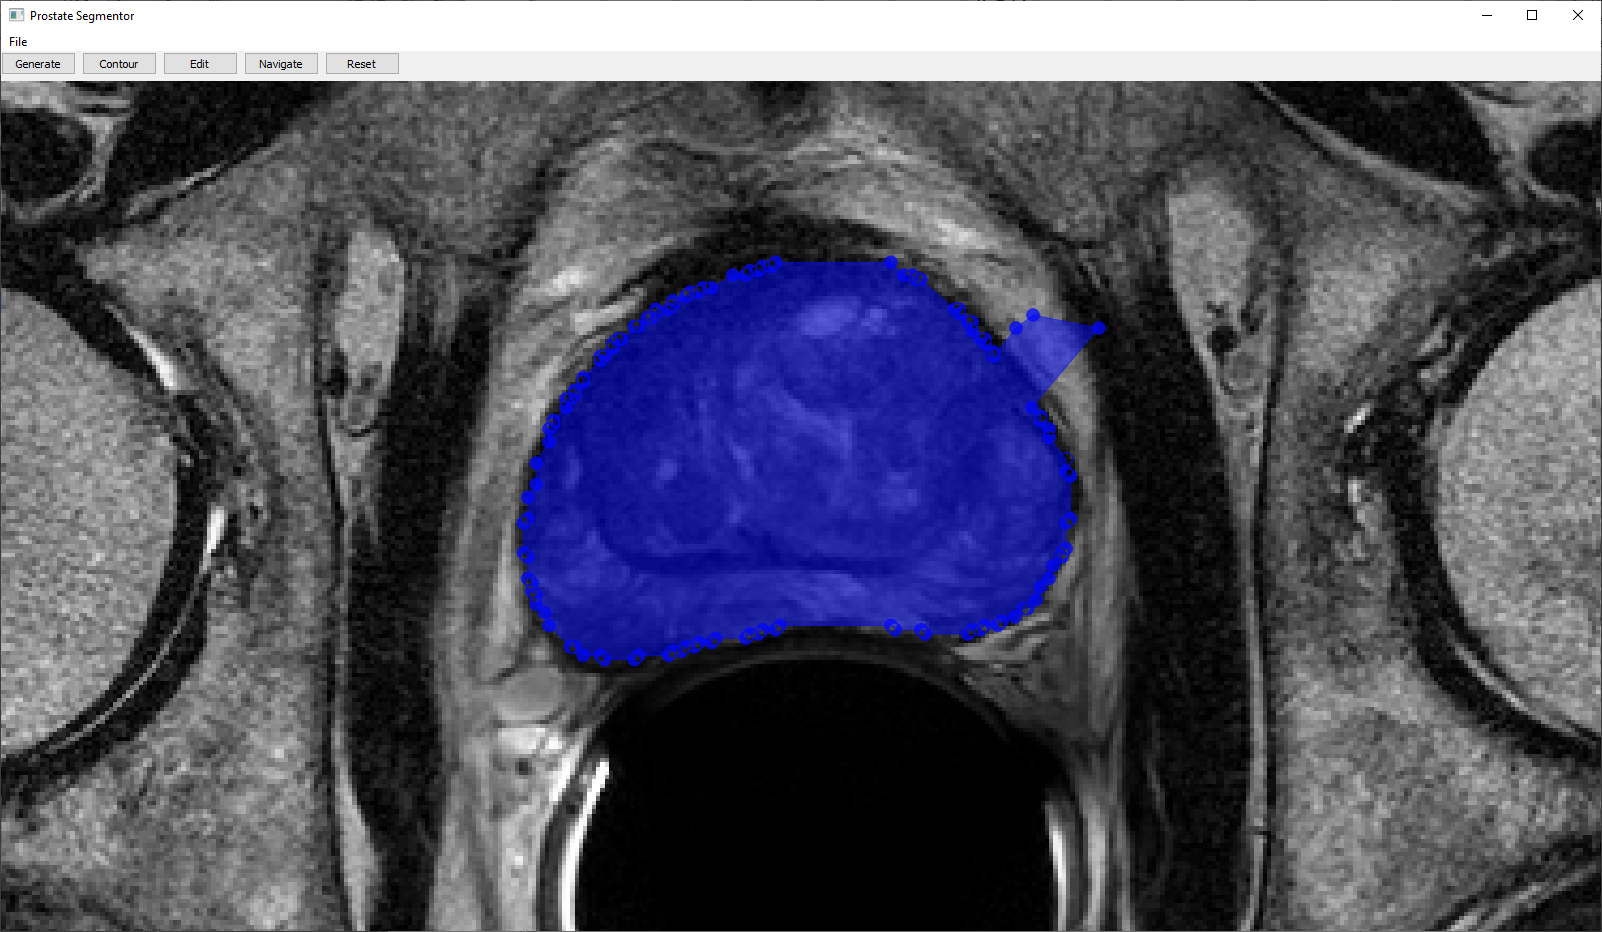 Prostate Segmentor
File
Generate Contour Edit Navigate Reset